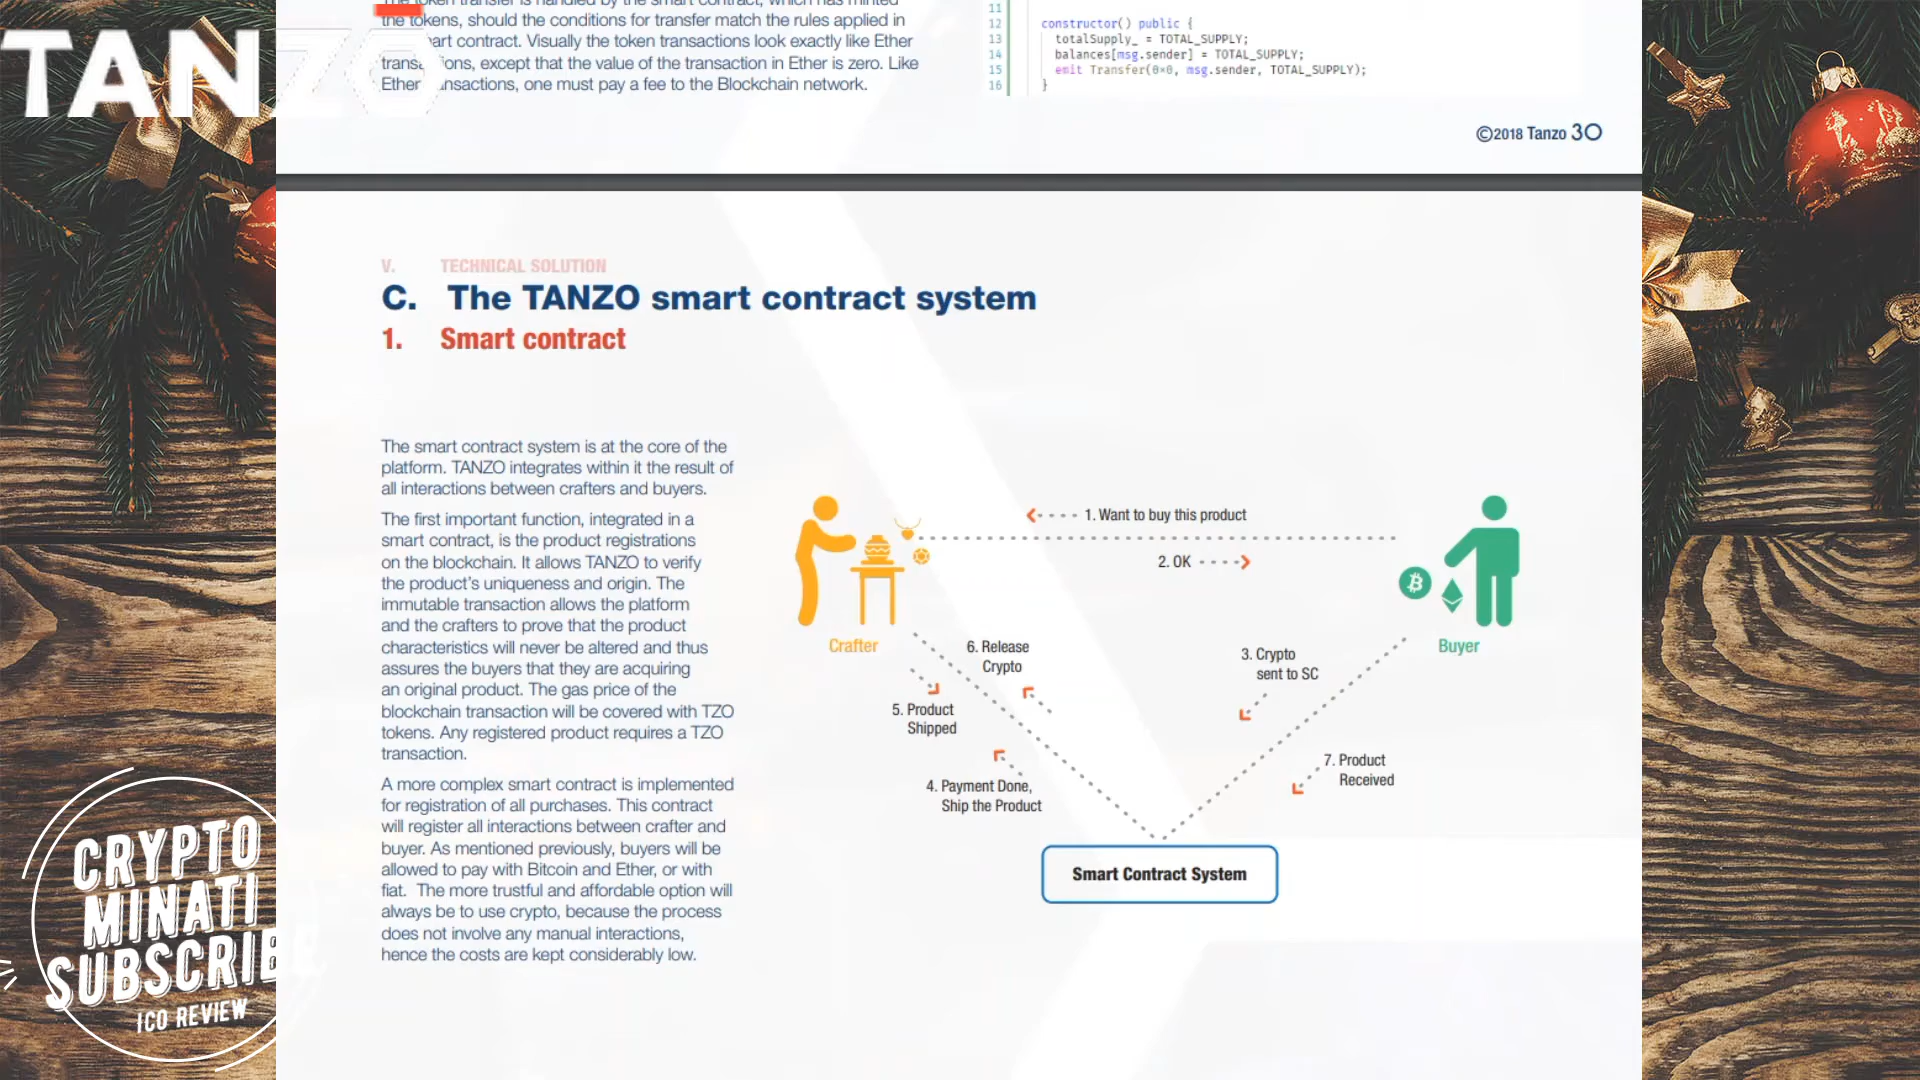 TANZO
the tokens, should the conditions for transfer match the rules applied in
art contract. Visually the token transactions look exactly like Ether
transa ions, except that the value of the transaction in Ether is zero. Like
Ether ansactions, one must pay a fee to the Blockchain network.
11
12 constructor() public {
13 totalSupply_ = TOTAL_SUPPLY;
14 balances[msg.sender] = TOTAL_SUPPLY;
15 emit Transfer(0×0, msg.sender, TOTAL_SUPPLY);
16 }
©2018 Tanzo 30
V. TECHNICAL SOLUTION
C. The TANZO smart contract system
1. Smart contract
The smart contract system is at the core of the
platform. TANZO integrates within it the result of
all interactions between crafters and buyers.
The first important function, integrated in a
smart contract, is the product registrations
on the blockchain. It allows TANZO to verify
the product's uniqueness and origin. The
immutable transaction allows the platform
and the crafters to prove that the product
characteristics will never be altered and thus
assures the buyers that they are acquiring
an original product. The gas price of the
blockchain transaction will be covered with TZO
tokens. Any registered product requires a TZO
transaction.
A more complex smart contract is implemented
for registration of all purchases. This contract
will register all interactions between crafter and
buyer. As mentioned previously, buyers will be
allowed to pay with Bitcoin and Ether, or with
fiat. The more trustful and affordable option will
always be to use crypto, because the process
does not involve any manual interactions,
hence the costs are kept considerably low.
1. Want to buy this product
2. OK
Crafter
Buyer
6. Release
Crypto
3. Crypto
sent to SC
5. Product
Shipped
4. Payment Done,
Ship the Product
7. Product
Received
Smart Contract System
CRYPTO
MINATI
SUBSCRIBE
ICO REVIEW